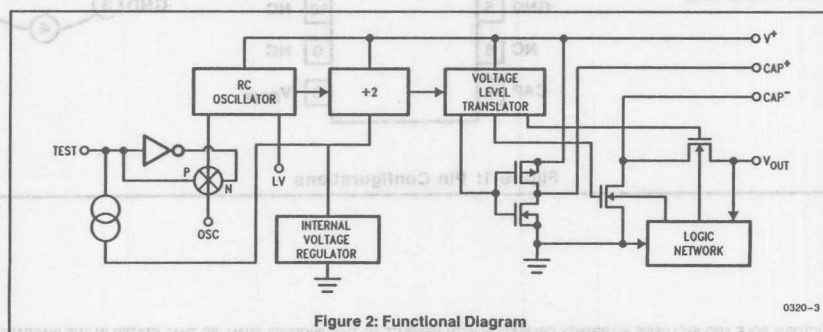 V+
CAP+
CAP-
RC
OSCILLATOR
÷2
VOLTAGE
LEVEL
TRANSLATOR
TEST
P
N
LV
OSC
INTERNAL
VOLTAGE
REGULATOR
VOUT
LOGIC
NETWORK
0320-3
Figure 2: Functional Diagram